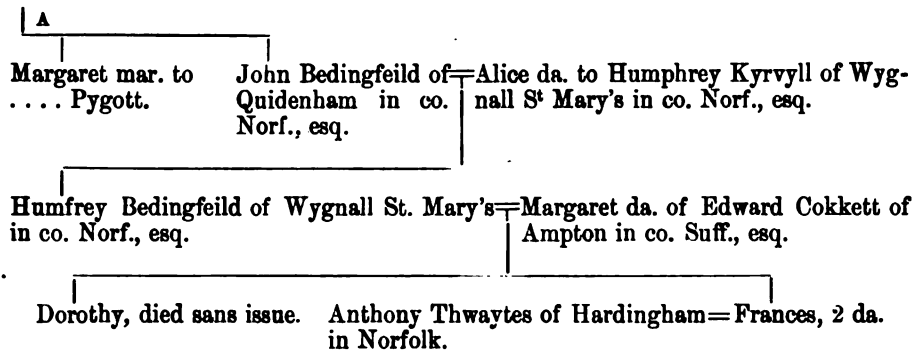 A
Margaret mar. to
. . . . Pygott.
John Bedingfeild of=Alice da. to Humphrey Kyrvyll of Wyg-
Quidenham in co. nall St Mary's in co. Norf., esq.
Norf., esq.
Humfrey Bedingfeild of Wygnall St. Mary's=Margaret da. of Edward Cokkett of
in co. Norf., esq. Ampton in co. Suff., esq.
Dorothy, died sans issue. Anthony Thwaytes of Hardingham=Frances, 2 da.
in Norfolk.